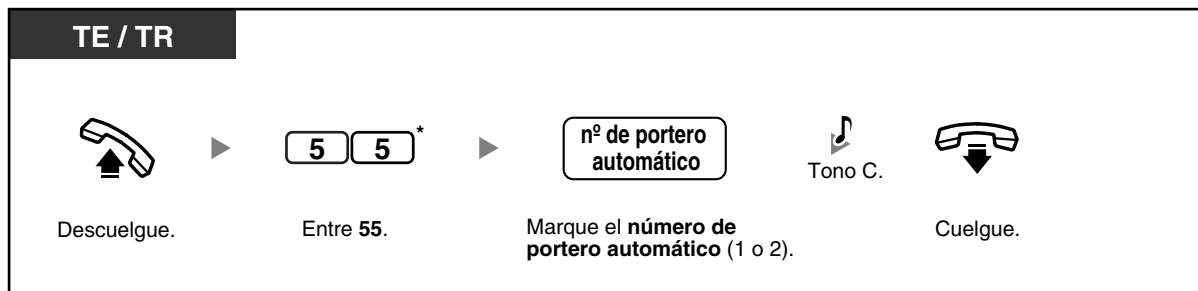 TE / TR
5 5 *
nº de portero
automático
Tono C.
Descuelgue.
Entre 55.
Marque el número de
portero automático (1 o 2).
Cuelgue.